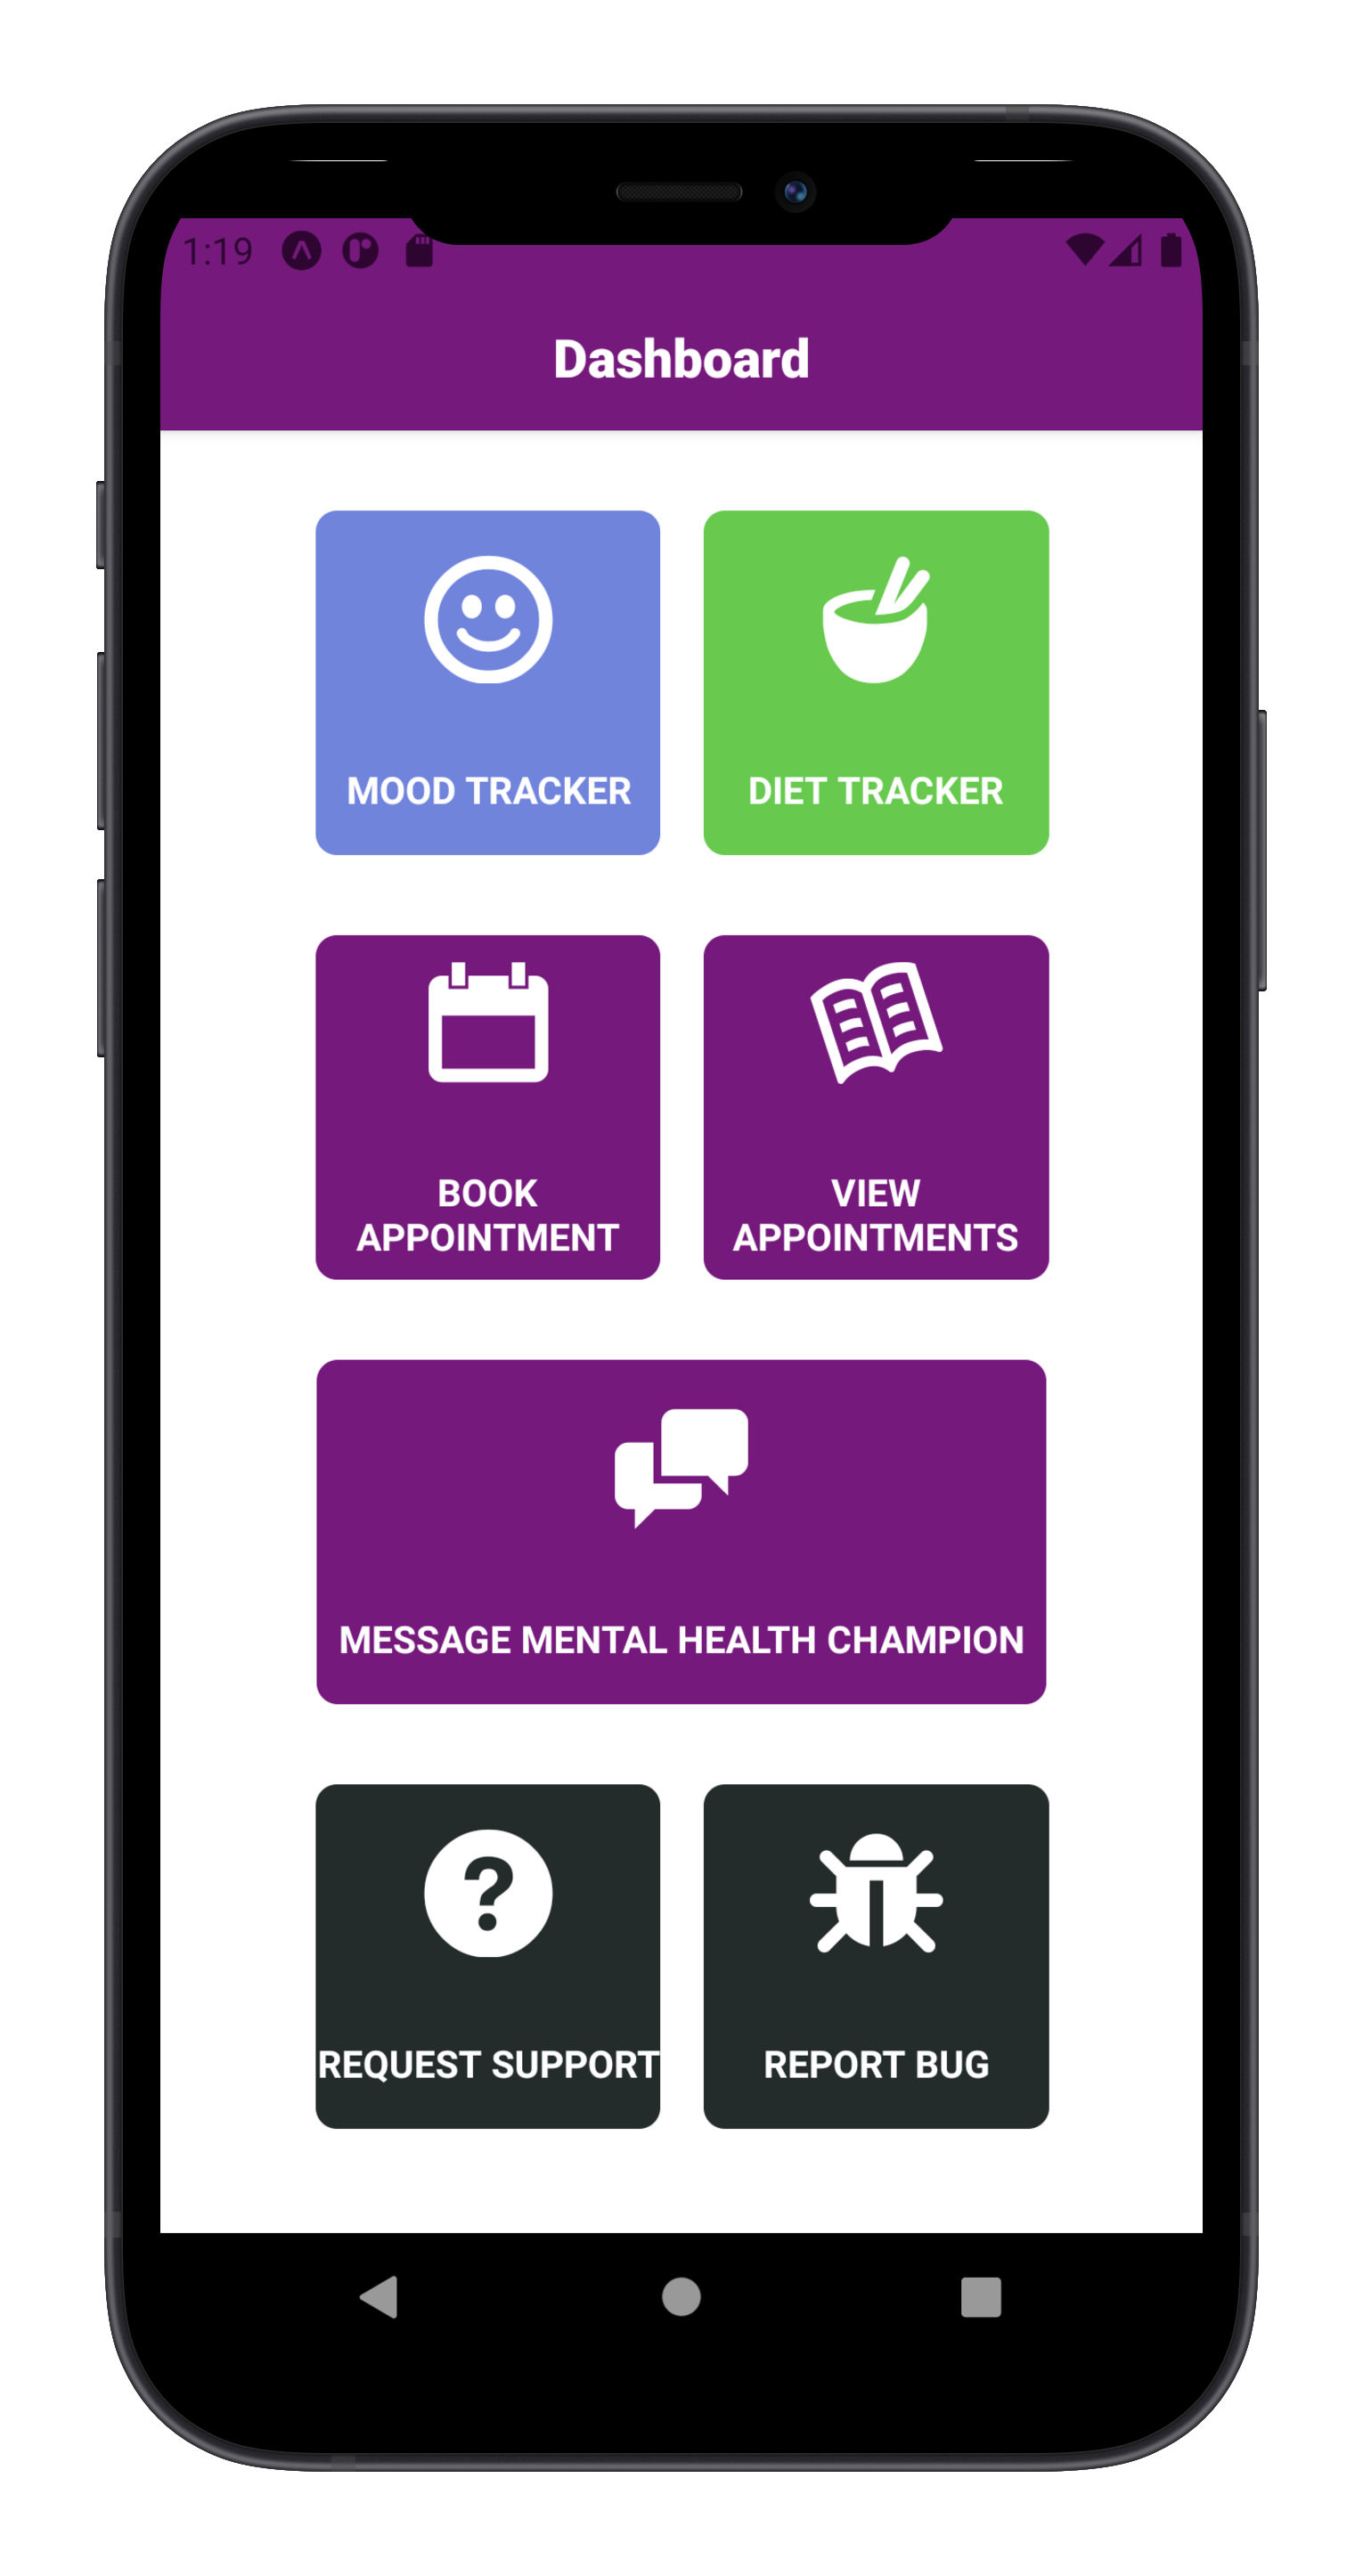 1:19
Dashboard
MOOD TRACKER
DIET TRACKER
BOOK
APPOINTMENT
VIEW
APPOINTMENTS
MESSAGE MENTAL HEALTH CHAMPION
REQUEST SUPPORT
REPORT BUG